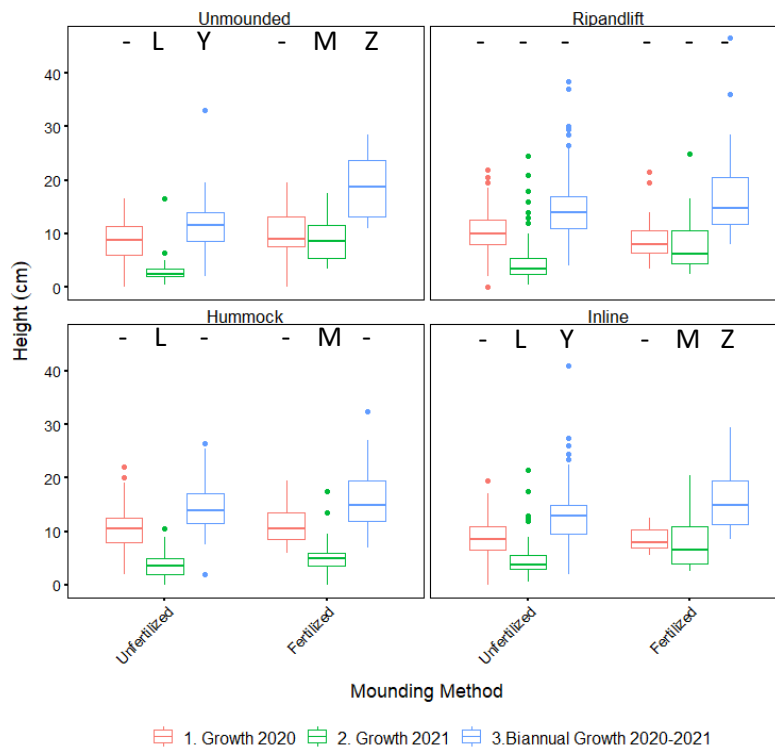 Unmounded
Ripandlift
- L Y - M Z
- - - - - -
40
30
20
10
0
Height (cm)
Hummock
Inline
- L - - M -
- L Y - M Z
40
30
20
10
0
Unfertilized
Fertilized
Unfertilized
Fertilized
Mounding Method
1. Growth 2020 2. Growth 2021 3.Biannual Growth 2020-2021